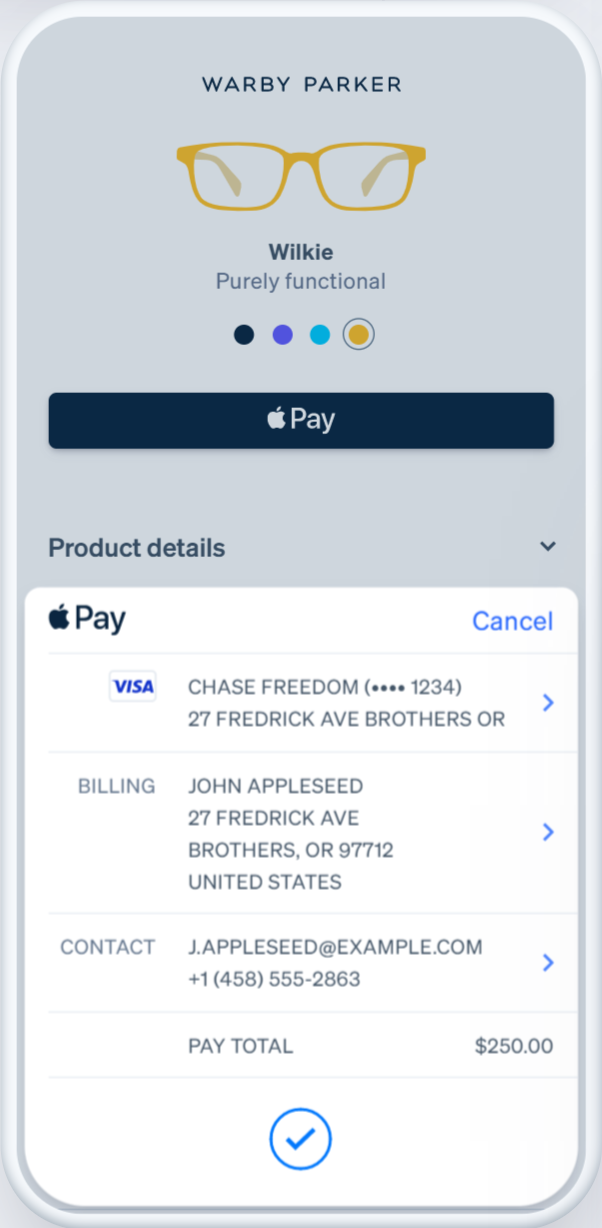 WARBY PARKER
Wilkie
Purely functional
Pay
Product details
Pay
Cancel
VISA
CHASE FREEDOM (•••• 1234)
27 FREDRICK AVE BROTHERS OR
BILLING
JOHN APPLESEED
27 FREDRICK AVE
BROTHERS, OR 97712
UNITED STATES
CONTACT
J.APPLESEED@EXAMPLE.COM
+1 (458) 555-2863
PAY TOTAL
$250.00